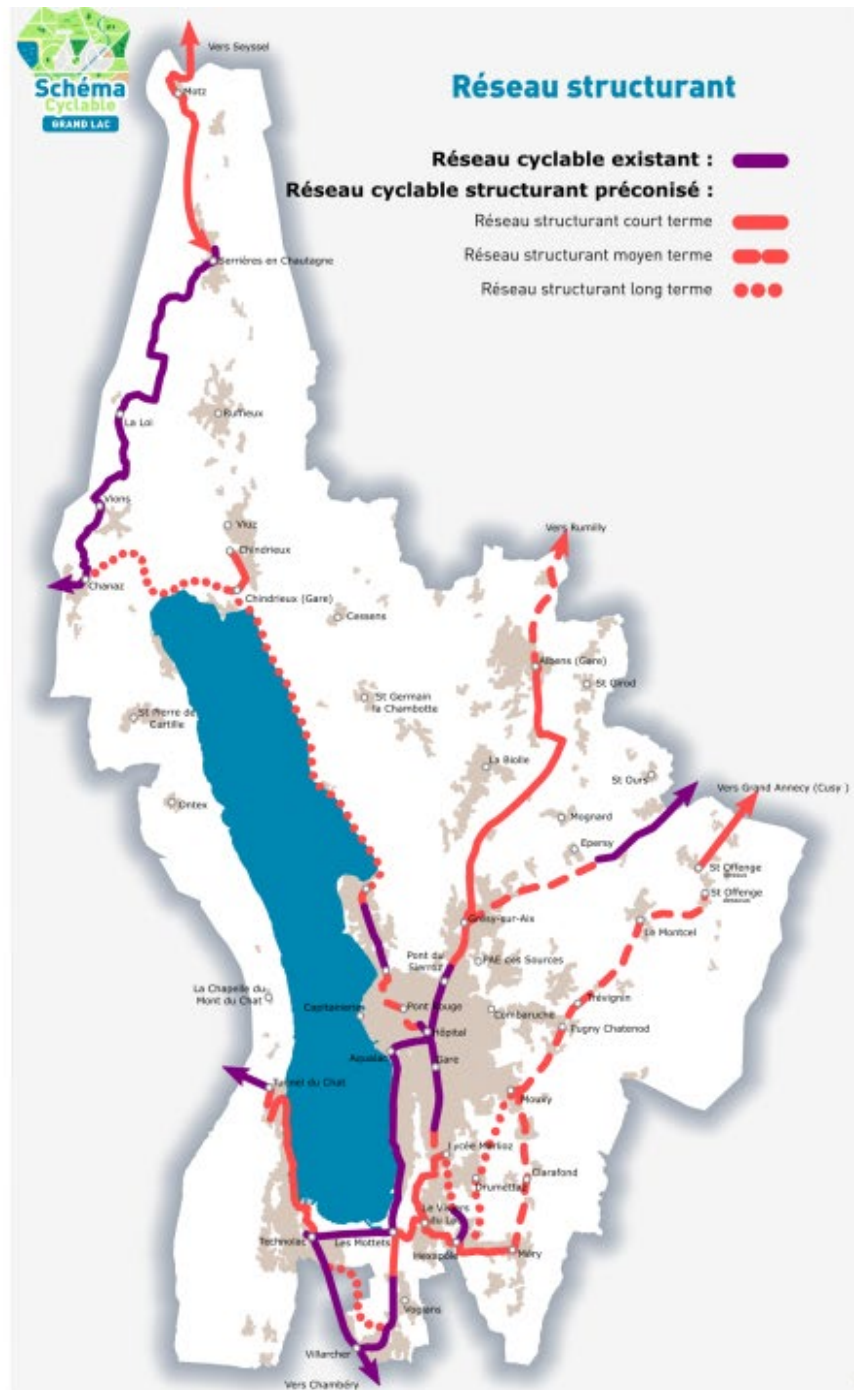 Schéma
Cyclable
GRAND LAC
Réseau structurant
Réseau cyclable existant :
Réseau cyclable structurant préconisé :
Réseau structurant court terme
Réseau structurant moyen terme
Réseau structurant long terme
Vers Seyssel
Motz
Serrières en Chautagne
La Loi
Ruffieux
Vions
Viuz
Chindrieux
Chanaz
Chindrieux (Gare)
Cessens
Vers Rumilly
Albens (Gare)
St Girod
St Germain
la Chambotte
St Pierre de
Curtille
La Biolle
St Ours
Vers Grand Annecy (Cusy )
Ontex
Mognard
Epersy
St Offenge
dessous
St Offenge
dessous
Grésy-sur-Aix
Le Montcel
Pont du
Sierroz
PAE des Sources
La Chapelle du
Mont du Chat
Capitainerie
Pont Rouge
Combaruche
Trévignin
Pugny Chatenod
Hôpital
Aqualac
Gare
Tunnel du Chat
Mouxy
Lycée Marlioz
Clarafond
Drumettaz
Le Viviers
du Lac
Technolac
Les Mottets
Hexapôle
Méry
Voglans
Villarcher
Vers Chambéry